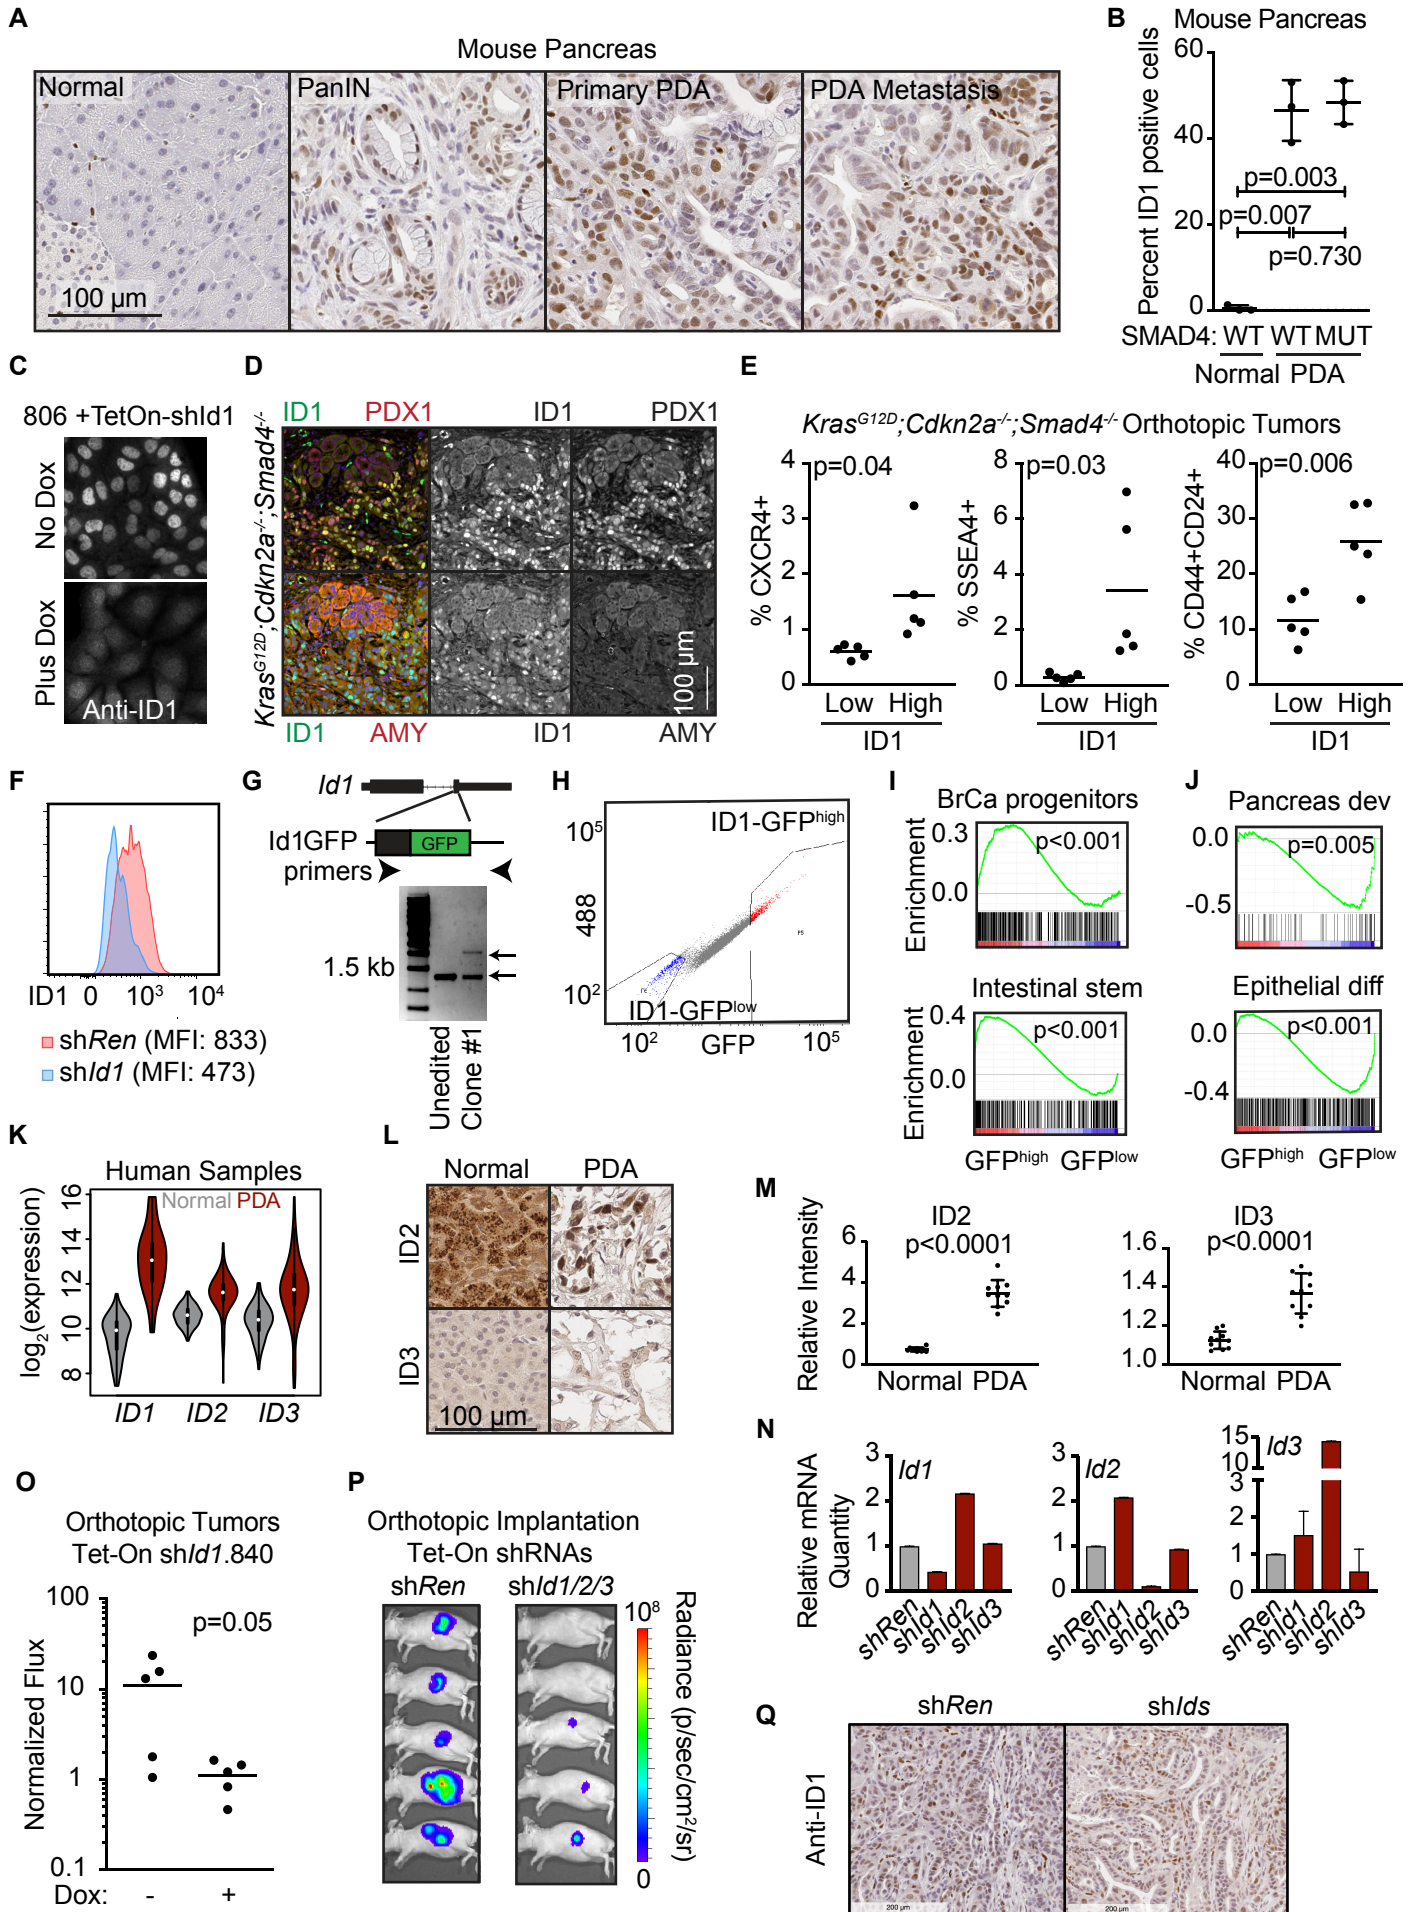 A
Mouse Pancreas
Normal
PanIN
Primary PDA
PDA Metastasis
100 µm
B
Mouse Pancreas
Percent ID1 positive cells
60
40
20
0
p=0.003
p=0.007
p=0.730
SMAD4: WT WT MUT
Normal PDA
C
806 +TetOn-shId1
No Dox
Plus Dox
Anti-ID1
D
Kras^G12D;Cdkn2a-/-;Smad4-/-
ID1 PDX1 ID1 PDX1
100 µm
ID1 AMY ID1 AMY
E
Kras^G12D;Cdkn2a-/-;Smad4-/- Orthotopic Tumors
% CXCR4+
4
3
2
1
0
p=0.04
Low High
ID1
% SSEA4+
8
6
4
2
0
p=0.03
Low High
ID1
% CD44+CD24+
40
30
20
10
0
p=0.006
Low High
ID1
F
ID1 0 10³ 10⁴
shRen (MFI: 833)
shId1 (MFI: 473)
G
Id1
Id1GFP
primers
GFP
1.5 kb
Unedited
Clone #1
H
10⁵
488
10²
ID1-GFPhigh
P5
ID1-GFPlow
10² GFP 10⁵
I
BrCa progenitors
Enrichment
0.3
0.0
p<0.001
Intestinal stem
Enrichment
0.4
0.0
p<0.001
GFPhigh GFPlow
J
Pancreas dev
0.0
-0.5
p=0.005
Epithelial diff
0.0
-0.4
p<0.001
GFPhigh GFPlow
K
Human Samples
Normal PDA
log₂(expression)
16
14
12
10
8
ID1 ID2 ID3
L
Normal PDA
ID2
ID3
100 µm
M
Relative Intensity
ID2
p<0.0001
6
4
2
0
Normal PDA
ID3
p<0.0001
1.6
1.4
1.2
1.0
Normal PDA
N
Relative mRNA
Quantity
Id1
3
2
1
0
shRen shId1 shId2 shId3
Id2
3
2
1
0
shRen shId1 shId2 shId3
Id3
15
10
3
2
1
0
shRen shId1 shId2 shId3
O
Orthotopic Tumors
Tet-On shId1.840
Normalized Flux
100
10
1
0.1
p=0.05
Dox: - +
P
Orthotopic Implantation
Tet-On shRNAs
shRen shId1/2/3
10⁸
0
Radiance (p/sec/cm²/sr)
Q
shRen shIds
Anti-ID1
200 µm
200 µm